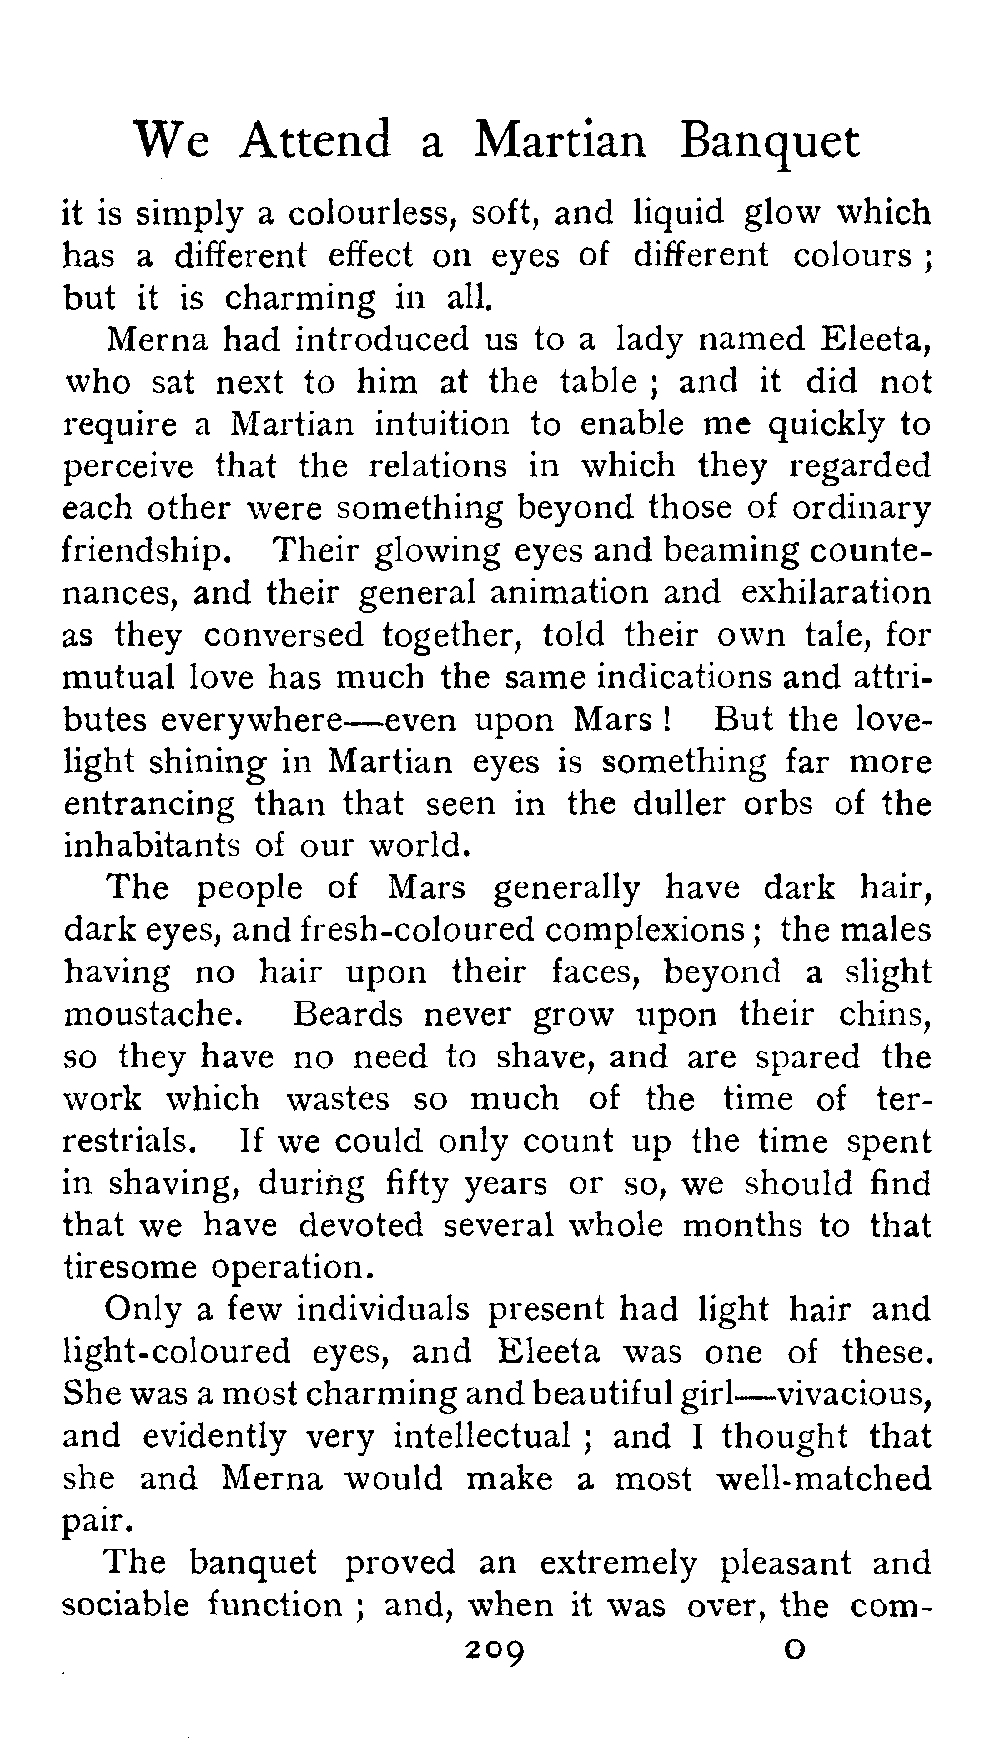 We Attend a Martian Banquet
it is simply a colourless, soft, and liquid glow which
has a different effect on eyes of different colours ;
but it is charming in all.
Merna had introduced us to a lady named Eleeta,
who sat next to him at the table ; and it did not
require a Martian intuition to enable me quickly to
perceive that the relations in which they regarded
each other were something beyond those of ordinary
friendship. Their glowing eyes and beaming counte-
nances, and their general animation and exhilaration
as they conversed together, told their own tale, for
mutual love has much the same indications and attri-
butes everywhere—even upon Mars ! But the love-
light shining in Martian eyes is something far more
entrancing than that seen in the duller orbs of the
inhabitants of our world.
The people of Mars generally have dark hair,
dark eyes, and fresh-coloured complexions ; the males
having no hair upon their faces, beyond a slight
moustache. Beards never grow upon their chins,
so they have no need to shave, and are spared the
work which wastes so much of the time of ter-
restrials. If we could only count up the time spent
in shaving, during fifty years or so, we should find
that we have devoted several whole months to that
tiresome operation.
Only a few individuals present had light hair and
light-coloured eyes, and Eleeta was one of these.
She was a most charming and beautiful girl—vivacious,
and evidently very intellectual ; and I thought that
she and Merna would make a most well-matched
pair.
The banquet proved an extremely pleasant and
sociable function ; and, when it was over, the com-
209 O